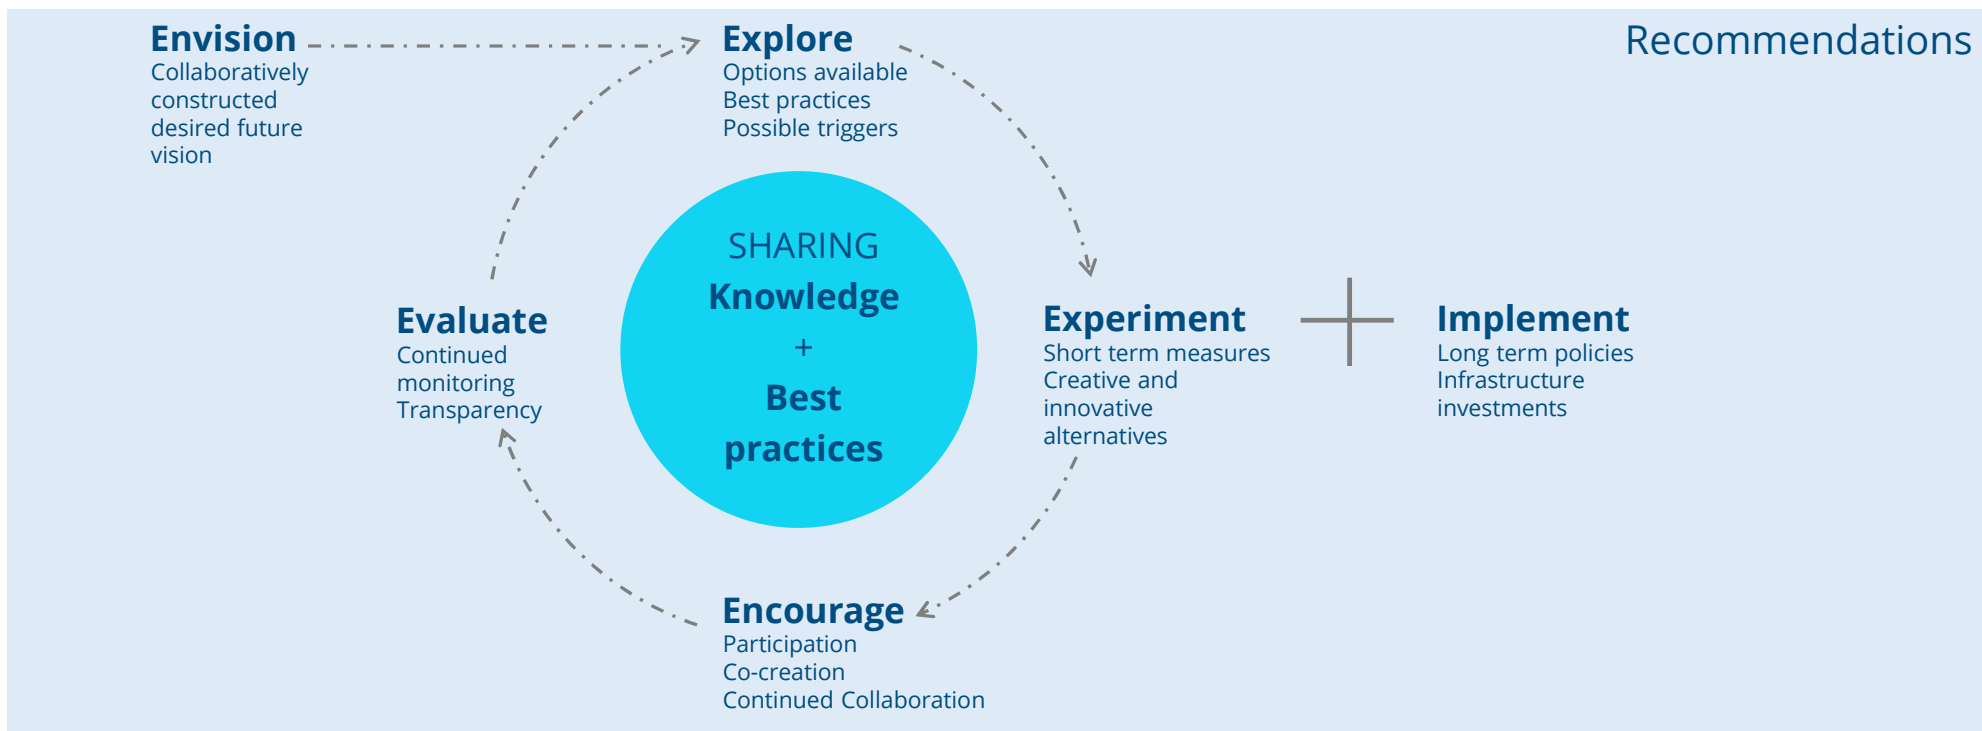 Recommendations
Envision
Collaboratively
constructed
desired future
vision
Explore
Options available
Best practices
Possible triggers
SHARING
Knowledge
+
Best
practices
Experiment
Short term measures
Creative and
innovative
alternatives
Implement
Long term policies
Infrastructure
investments
Encourage
Participation
Co-creation
Continued Collaboration
Evaluate
Continued
monitoring
Transparency